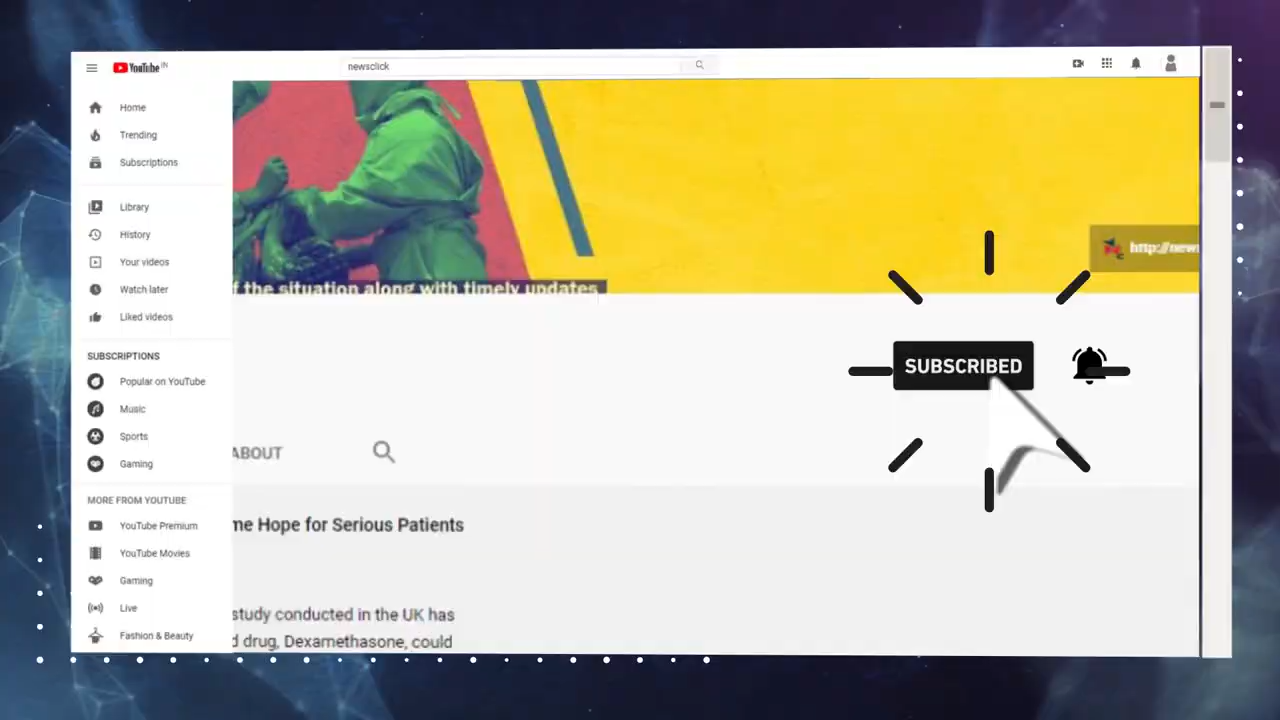 YouTube IN
newsclick
Home
Trending
Subscriptions
Library
History
Your videos
Watch later
Liked videos
SUBSCRIPTIONS
Popular on YouTube
Music
Sports
Gaming
MORE FROM YOUTUBE
YouTube Premium
YouTube Movies
Gaming
Live
Fashion & Beauty
f the situation along with timely updates
http://news
SUBSCRIBED
ABOUT
me Hope for Serious Patients
study conducted in the UK has
d drug, Dexamethasone, could